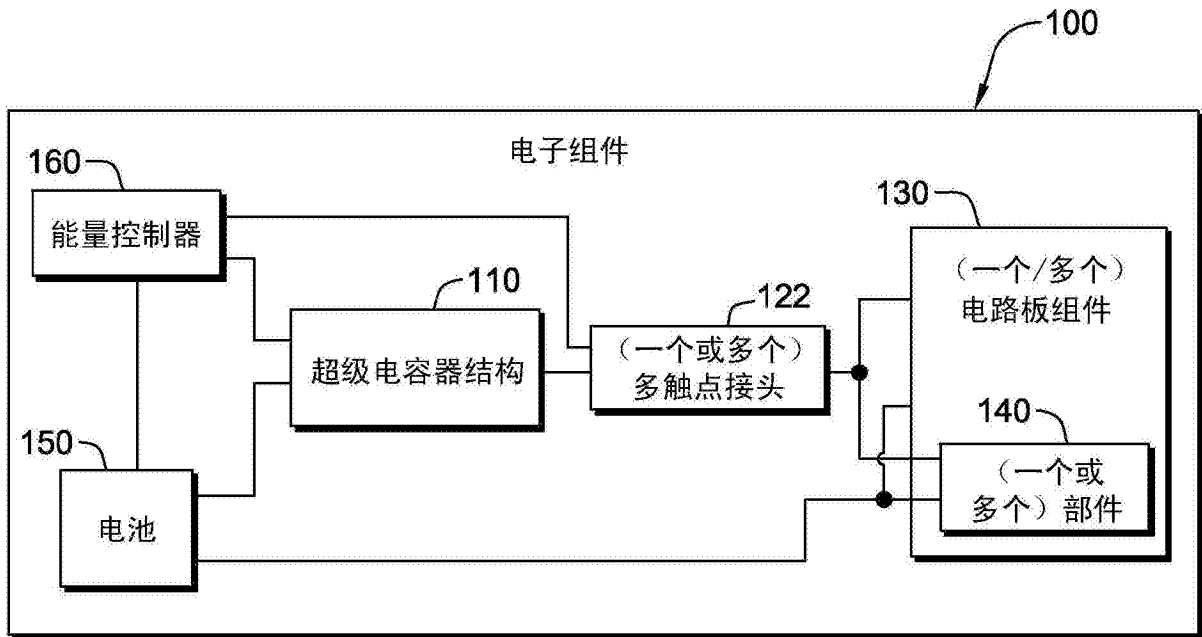 100
电子组件
160
能量控制器
130
（一个/多个）
电路板组件
110
超级电容器结构
122
（一个或多个）
多触点接头
140
（一个或
多个）部件
150
电池